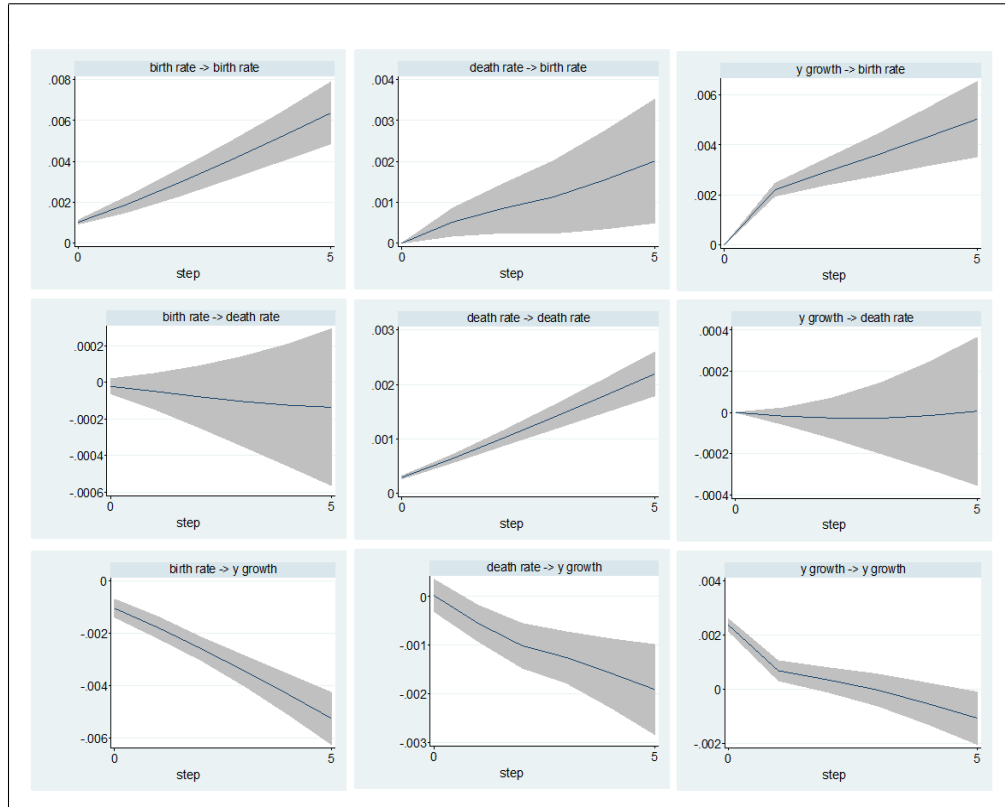 birth rate -> birth rate
.008
.006
.004
.002
0
0 5
step
death rate -> birth rate
.004
.003
.002
.001
0
0 5
step
y growth -> birth rate
.006
.004
.002
0
0 5
step
birth rate -> death rate
.0002
0
-.0002
-.0004
-.0006
0 5
step
death rate -> death rate
.003
.002
.001
0
0 5
step
y growth -> death rate
.0004
.0002
0
-.0002
-.0004
0 5
step
birth rate -> y growth
0
-.002
-.004
-.006
0 5
step
death rate -> y growth
0
-.001
-.002
-.003
0 5
step
y growth -> y growth
.004
.002
0
-.002
0 5
step